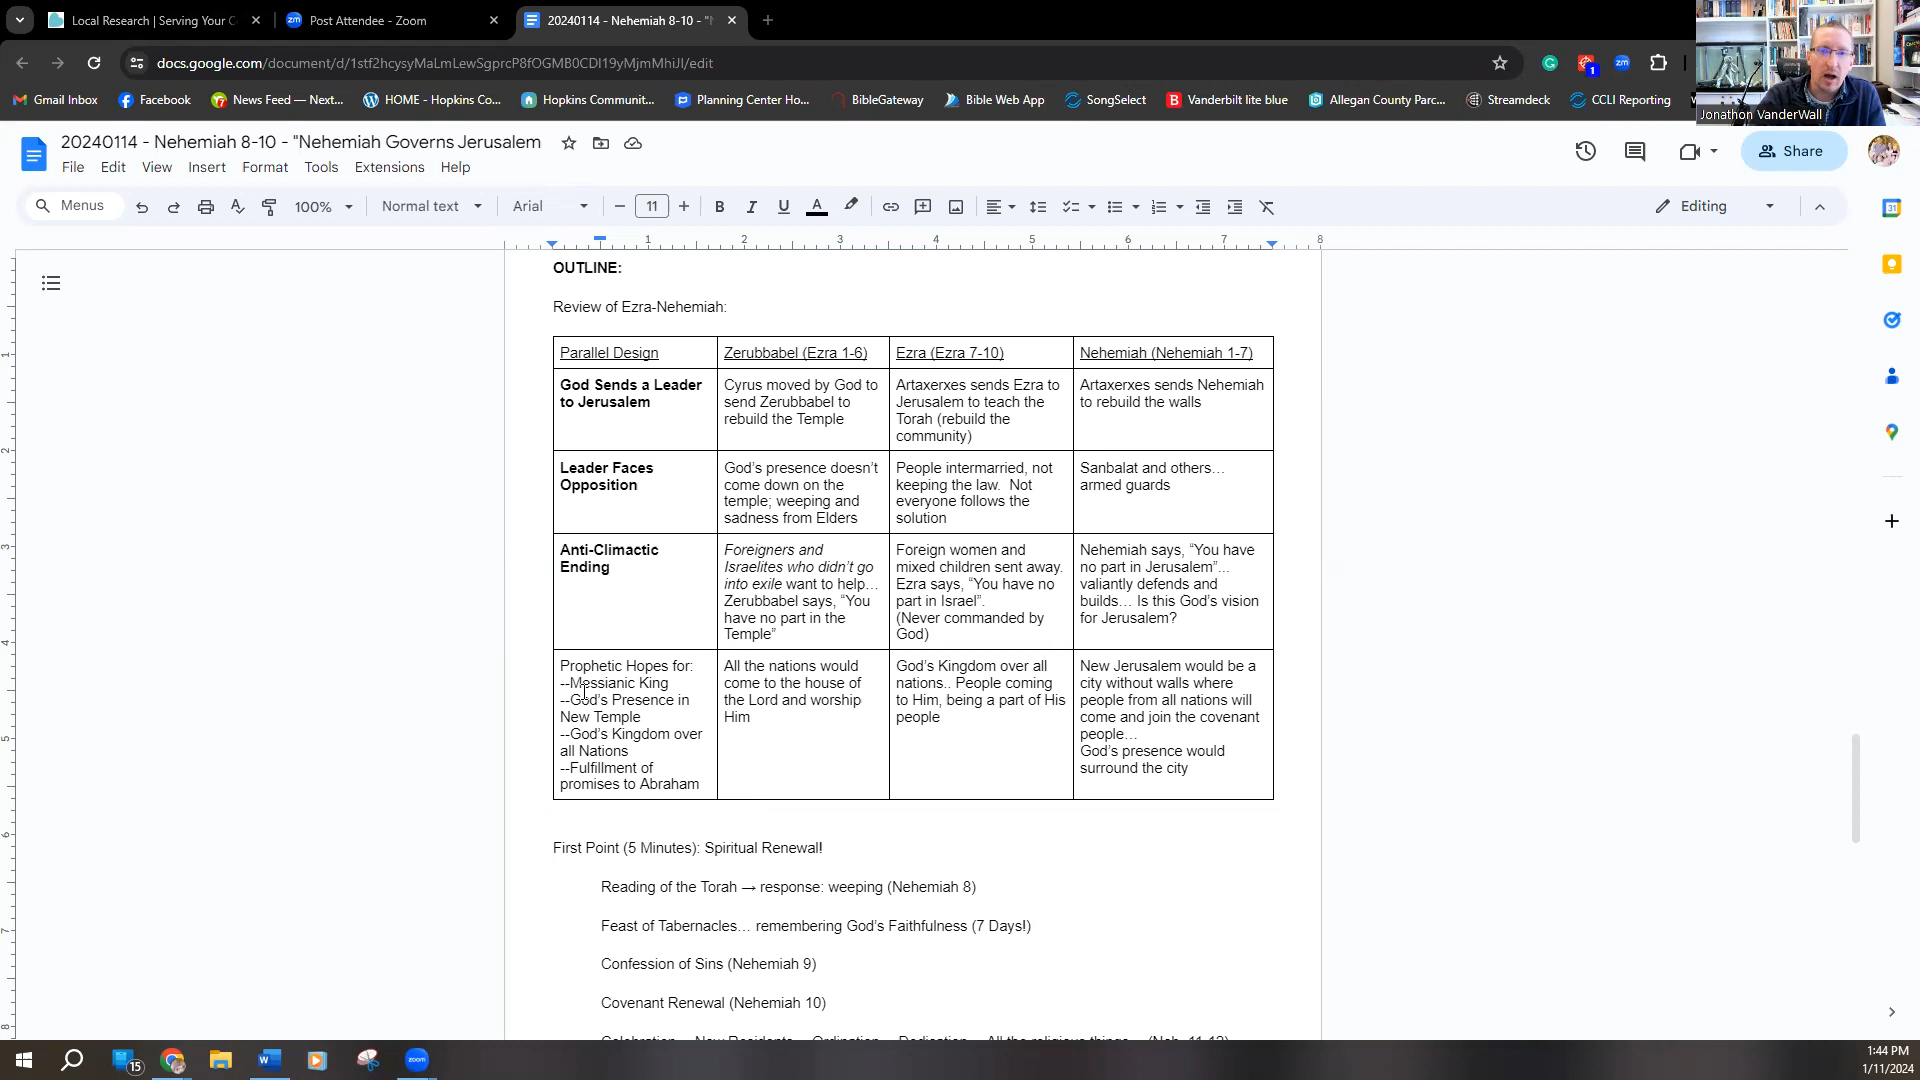 Local Research | Serving Your C
Post Attendee - Zoom
20240114 - Nehemiah 8-10 - "
docs.google.com/document/d/1stf2hcysyMaLmLewSgprcP8fOGMB0CDI19yMjmMhiJI/edit
1
Gmail Inbox
Facebook
News Feed — Next...
HOME - Hopkins Co...
Hopkins Communit...
Planning Center Ho...
BibleGateway
Bible Web App
SongSelect
Vanderbilt lite blue
Allegan County Parc...
Streamdeck
CCLI Reporting
Jonathon VanderWall
20240114 - Nehemiah 8-10 - "Nehemiah Governs Jerusalem
File Edit View Insert Format Tools Extensions Help
Share
Menus
100%
Normal text
Arial
11
Editing
1 2 3 4 5 6 7 8
OUTLINE:
Review of Ezra-Nehemiah:
Parallel Design
Zerubbabel (Ezra 1-6)
Ezra (Ezra 7-10)
Nehemiah (Nehemiah 1-7)
God Sends a Leader
to Jerusalem
Cyrus moved by God to
send Zerubbabel to
rebuild the Temple
Artaxerxes sends Ezra to
Jerusalem to teach the
Torah (rebuild the
community)
Artaxerxes sends Nehemiah
to rebuild the walls
Leader Faces
Opposition
God's presence doesn't
come down on the
temple; weeping and
sadness from Elders
People intermarried, not
keeping the law.  Not
everyone follows the
solution
Sanbalat and others…
armed guards
Anti-Climactic
Ending
Foreigners and
Israelites who didn't go
into exile want to help…
Zerubbabel says, “You
have no part in the
Temple”
Foreign women and
mixed children sent away.
Ezra says, “You have no
part in Israel”.
(Never commanded by
God)
Nehemiah says, “You have
no part in Jerusalem”...
valiantly defends and
builds… Is this God's vision
for Jerusalem?
Prophetic Hopes for:
--Messianic King
--God's Presence in
New Temple
--God's Kingdom over
all Nations
--Fulfillment of
promises to Abraham
All the nations would
come to the house of
the Lord and worship
Him
God's Kingdom over all
nations.. People coming
to Him, being a part of His
people
New Jerusalem would be a
city without walls where
people from all nations will
come and join the covenant
people…
God's presence would
surround the city
First Point (5 Minutes): Spiritual Renewal!
Reading of the Torah → response: weeping (Nehemiah 8)
Feast of Tabernacles… remembering God's Faithfulness (7 Days!)
Confession of Sins (Nehemiah 9)
Covenant Renewal (Nehemiah 10)
15
1:44 PM
1/11/2024